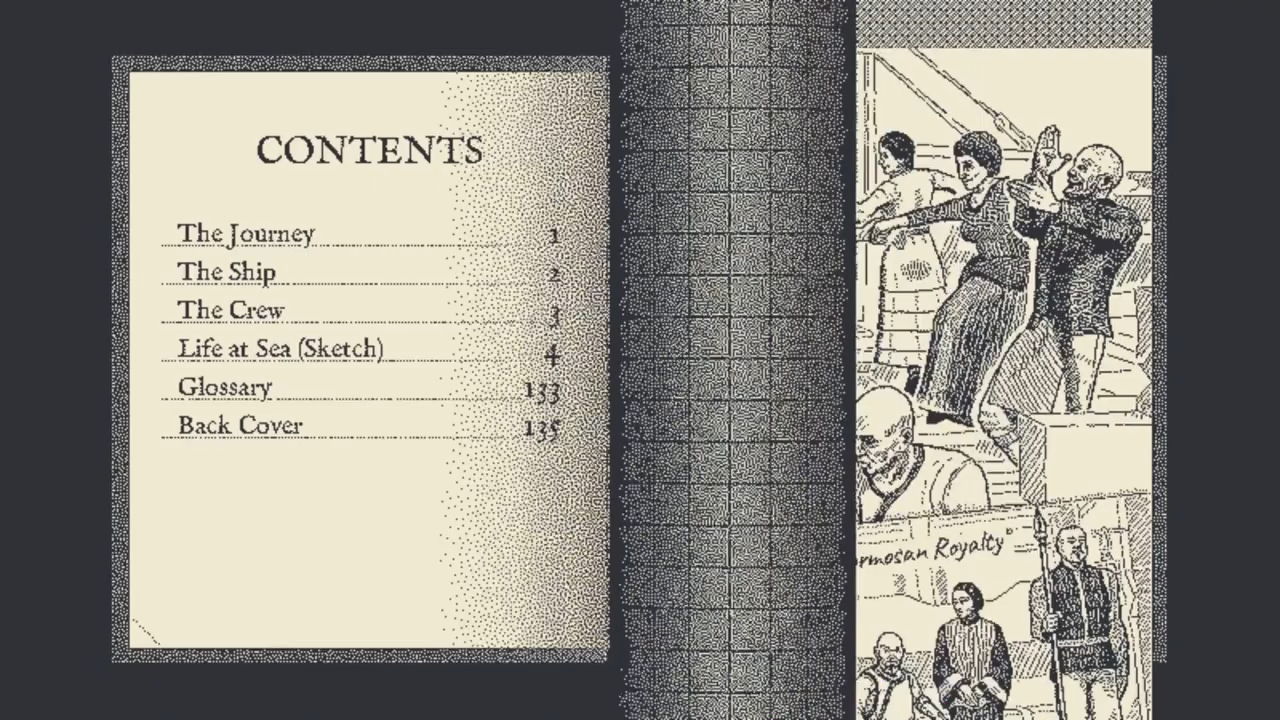 CONTENTS
The Journey 1
The Ship 2
The Crew 3
Life at Sea (Sketch) 4
Glossary 133
Back Cover 135
ormosan Royalty